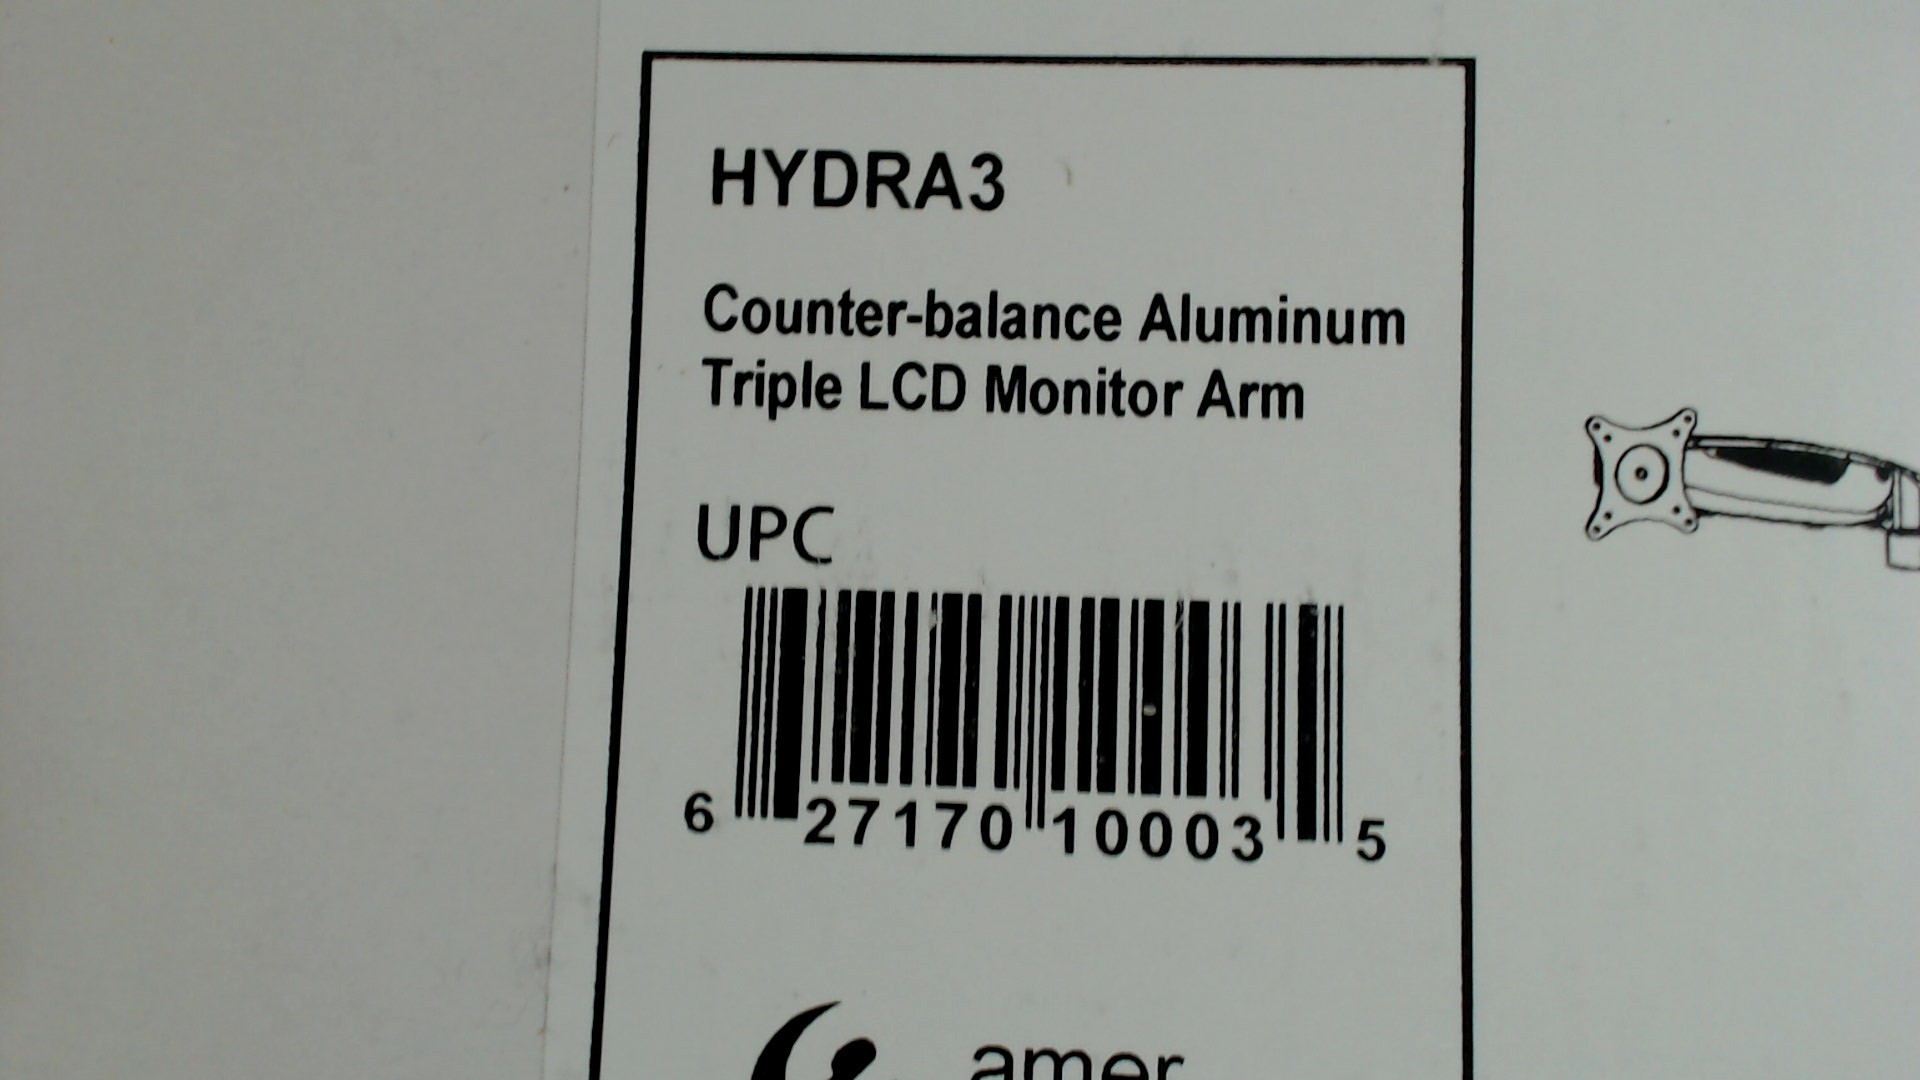 HYDRA3
Counter-balance Aluminum
Triple LCD Monitor Arm
UPC
6 27170 10003 5
amer